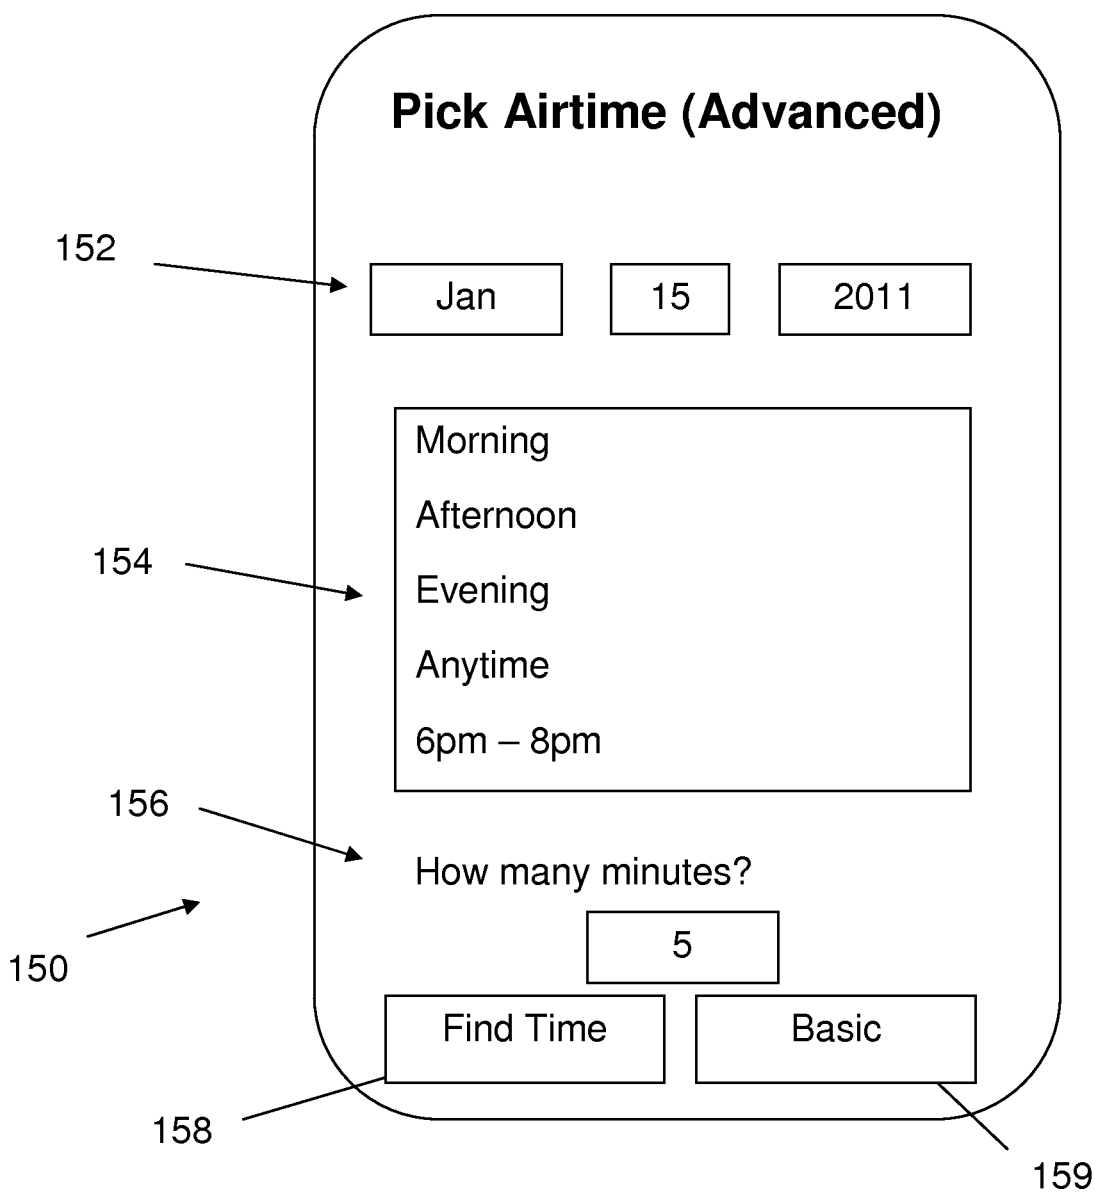 Pick Airtime (Advanced)
152
Jan 15 2011
Morning
Afternoon
154
Evening
Anytime
6pm – 8pm
156
How many minutes?
150
5
Find Time Basic
158
159